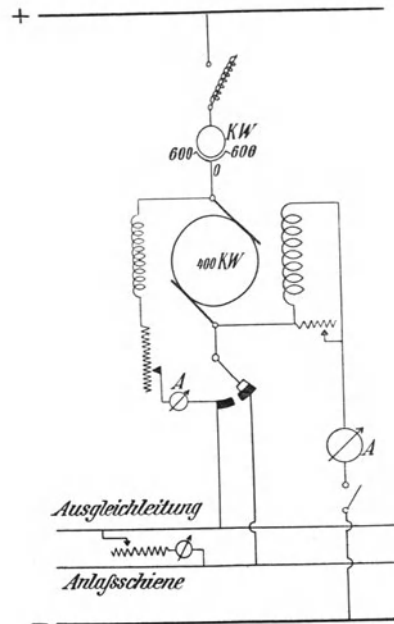 +
KW
600 600
0
400 KW
A
A
Ausgleichleitung
Anlaßschiene
−